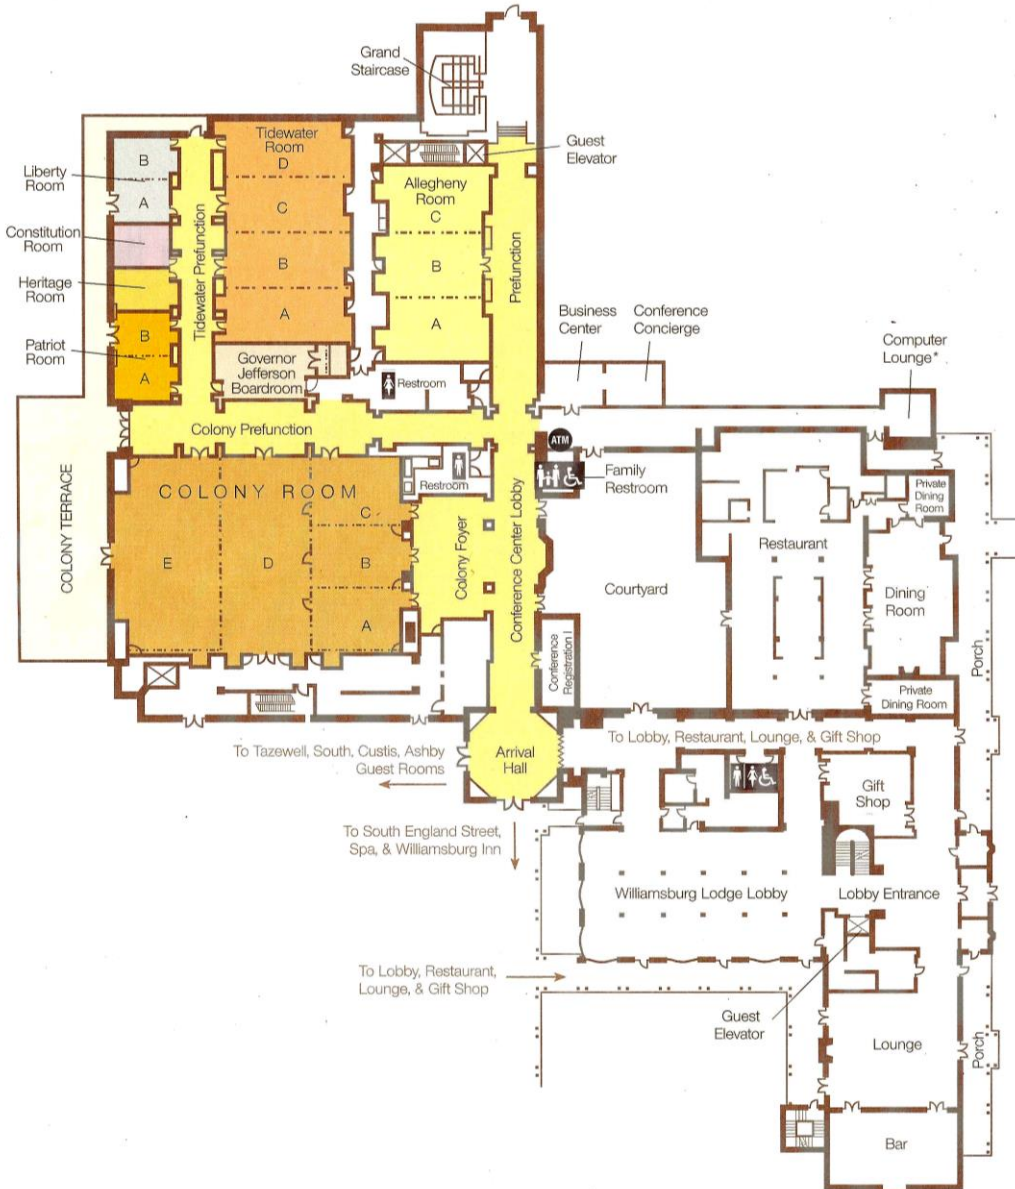 Grand
Staircase
Guest
Elevator
Tidewater
Room
D
C
B
A
Allegheny
Room
C
B
A
Liberty
Room
B
A
Constitution
Room
Heritage
Room
Patriot
Room
B
A
Tidewater Prefunction
Prefunction
Business
Center
Conference
Concierge
Computer
Lounge*
Governor
Jefferson
Boardroom
Restroom
Colony Prefunction
ATM
Family
Restroom
Restroom
COLONY TERRACE
COLONY ROOM
E
D
C
B
A
Colony Foyer
Conference Center Lobby
Courtyard
Restaurant
Private
Dining
Room
Dining
Room
Porch
Conference
Registration I
Private
Dining Room
To Tazewell, South, Custis, Ashby
Guest Rooms
Arrival
Hall
To Lobby, Restaurant, Lounge, & Gift Shop
Gift
Shop
To South England Street,
Spa, & Williamsburg Inn
Williamsburg Lodge Lobby
Lobby Entrance
To Lobby, Restaurant,
Lounge, & Gift Shop
Guest
Elevator
Lounge
Porch
Bar